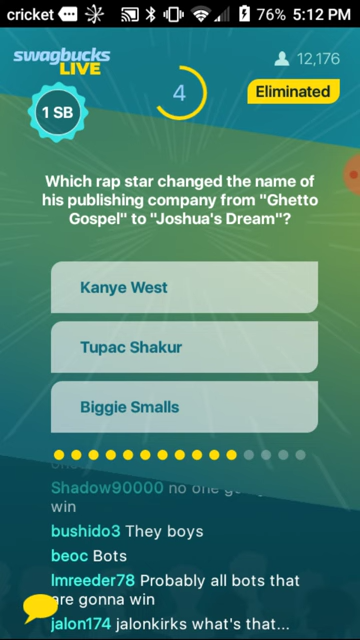 cricket 76% 5:12 PM
swagbucks
LIVE
12,176
1 SB
4
Eliminated
Which rap star changed the name of
his publishing company from "Ghetto
Gospel" to "Joshua's Dream"?
Kanye West
Tupac Shakur
Biggie Smalls
Shadow90000 no one
win
bushido3 They boys
beoc Bots
lmreeder78 Probably all bots that
are gonna win
jalon174 jalonkirks what's that...